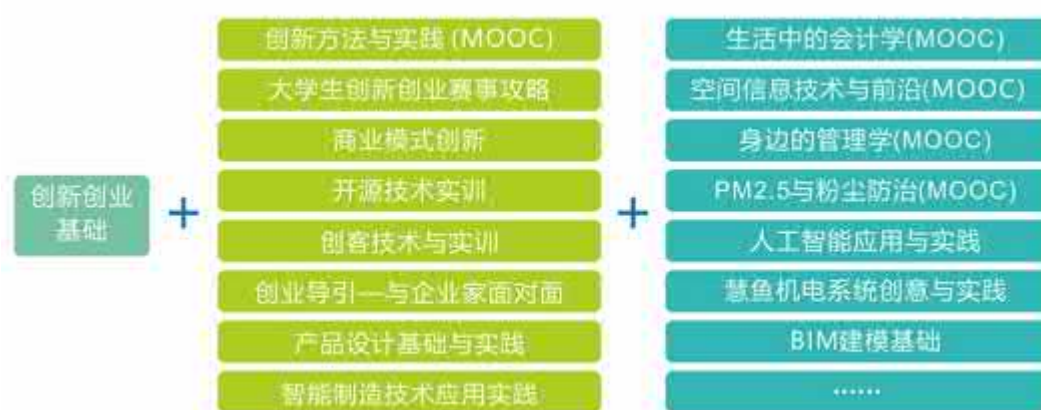 创新创业
基础
+
创新方法与实践 (MOOC)
大学生创新创业赛事攻略
商业模式创新
开源技术实训
创客技术与实训
创业导引—与企业家面对面
产品设计基础与实践
智能制造技术应用实践
+
生活中的会计学(MOOC)
空间信息技术与前沿(MOOC)
身边的管理学(MOOC)
PM2.5与粉尘防治(MOOC)
人工智能应用与实践
慧鱼机电系统创意与实践
BIM建模基础
······